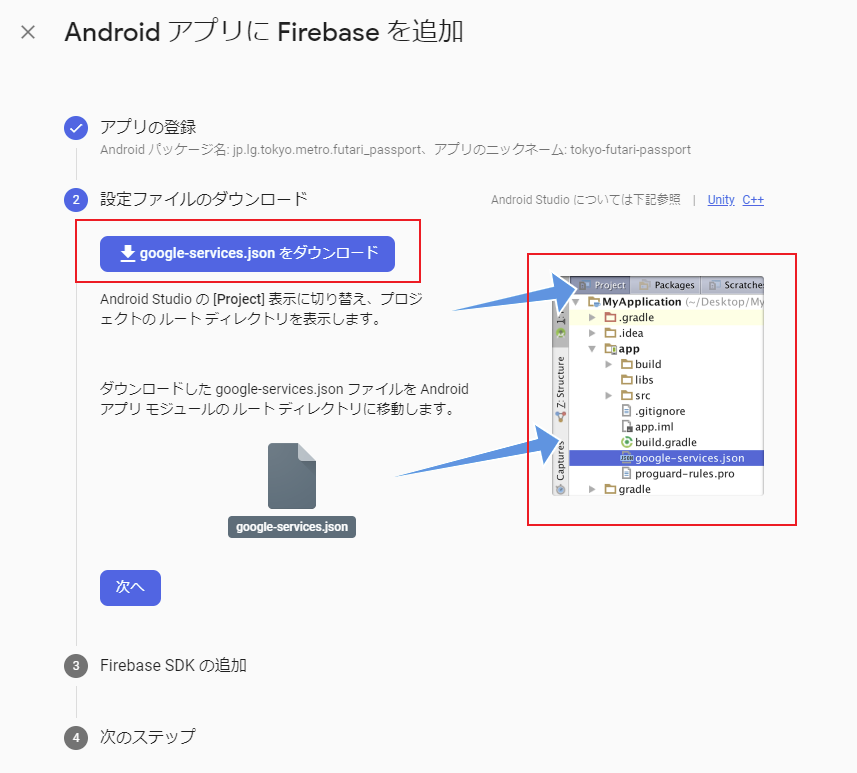 Android アプリに Firebase を追加
アプリの登録
Android パッケージ名: jp.lg.tokyo.metro.futari_passport、アプリのニックネーム: tokyo-futari-passport
2 設定ファイルのダウンロード
Android Studio については下記参照 | Unity C++
google-services.json をダウンロード
Android Studio の [Project] 表示に切り替え、プロジ
ェクトの ルート ディレクトリを表示します。
ダウンロードした google-services.json ファイルを Android
アプリ モジュールの ルート ディレクトリに移動します。
google-services.json
Project Packages Scratches
MyApplication (~/Desktop/My
.gradle
.idea
app
build
libs
src
.gitignore
app.iml
build.gradle
google-services.json
proguard-rules.pro
gradle
Z: Structure
Captures
次へ
3 Firebase SDK の追加
4 次のステップ